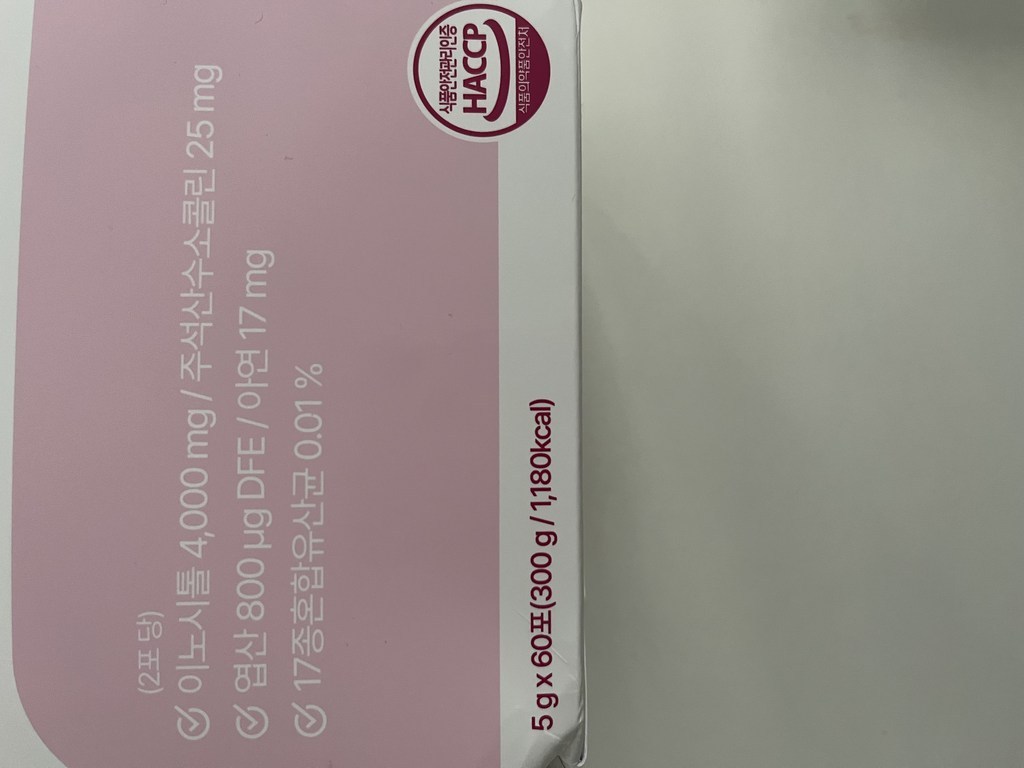 (2포 당)
이노시톨 4,000 mg / 주석산수소콜린 25 mg
엽산 800 μg DFE / 아연 17 mg
17종혼합유산균 0.01 %
식품안전관리인증
HACCP
식품의약품안전처
5 g x 60포(300 g / 1,180kcal)